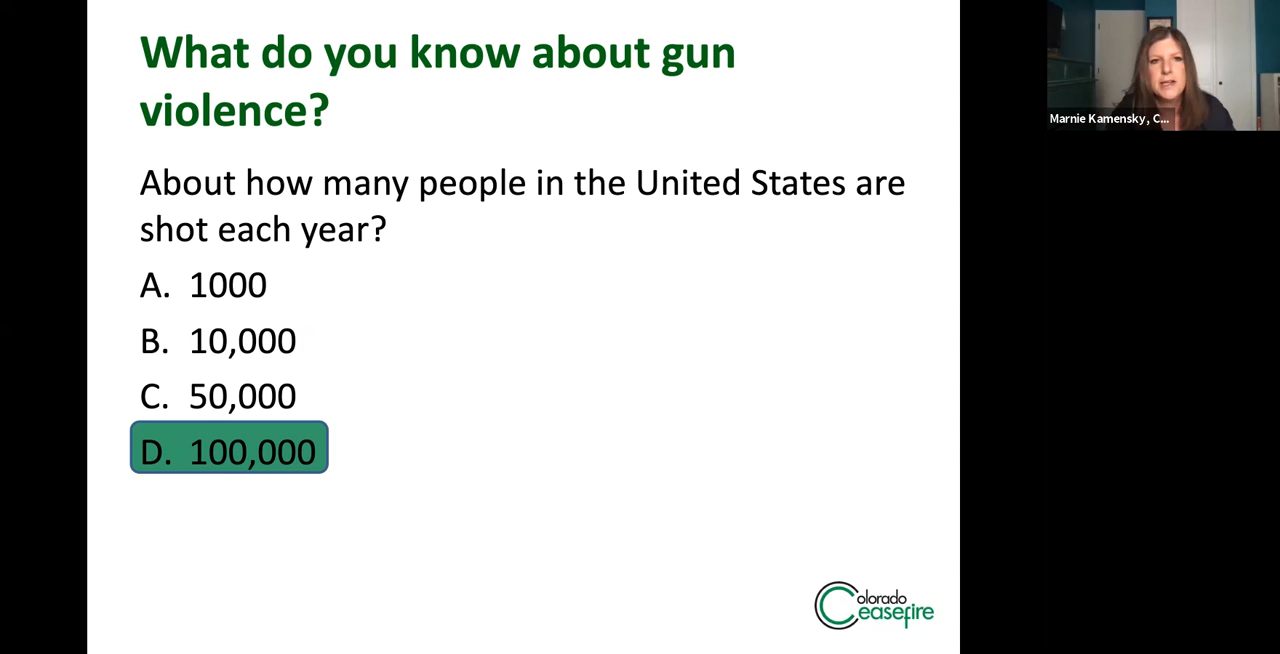 What do you know about gun
violence?
About how many people in the United States are
shot each year?
A. 1000
B. 10,000
C. 50,000
D. 100,000
Colorado
Ceasefire
Marnie Kamensky, C...